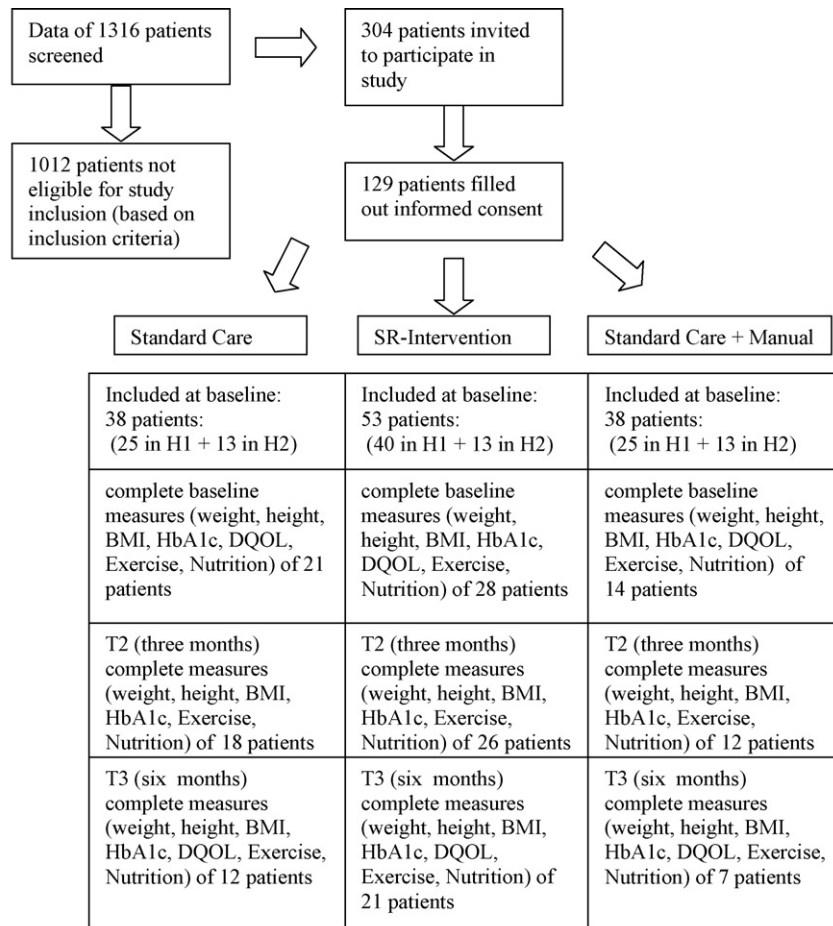 Data of 1316 patients
screened
304 patients invited
to participate in
study
1012 patients not
eligible for study
inclusion (based on
inclusion criteria)
129 patients filled
out informed consent
Standard Care
SR-Intervention
Standard Care + Manual
Included at baseline:
38 patients:
(25 in H1 + 13 in H2)
Included at baseline:
53 patients:
(40 in H1 + 13 in H2)
Included at baseline:
38 patients:
(25 in H1 + 13 in H2)
complete baseline
measures (weight, height,
BMI, HbA1c, DQOL,
Exercise, Nutrition) of 21
patients
complete baseline
measures (weight,
height, BMI, HbA1c,
DQOL, Exercise,
Nutrition) of 28 patients
complete baseline
measures (weight, height,
BMI, HbA1c, DQOL,
Exercise, Nutrition) of
14 patients
T2 (three months)
complete measures
(weight, height, BMI,
HbA1c, Exercise,
Nutrition) of 18 patients
T2 (three months)
complete measures
(weight, height, BMI,
HbA1c, Exercise,
Nutrition) of 26 patients
T2 (three months)
complete measures
(weight, height, BMI,
HbA1c, Exercise,
Nutrition) of 12 patients
T3 (six months)
complete measures
(weight, height, BMI,
HbA1c, DQOL, Exercise,
Nutrition) of 12 patients
T3 (six months)
complete measures
(weight, height, BMI,
HbA1c, DQOL,
Exercise, Nutrition) of
21 patients
T3 (six months)
complete measures
(weight, height, BMI,
HbA1c, DQOL, Exercise,
Nutrition) of 7 patients